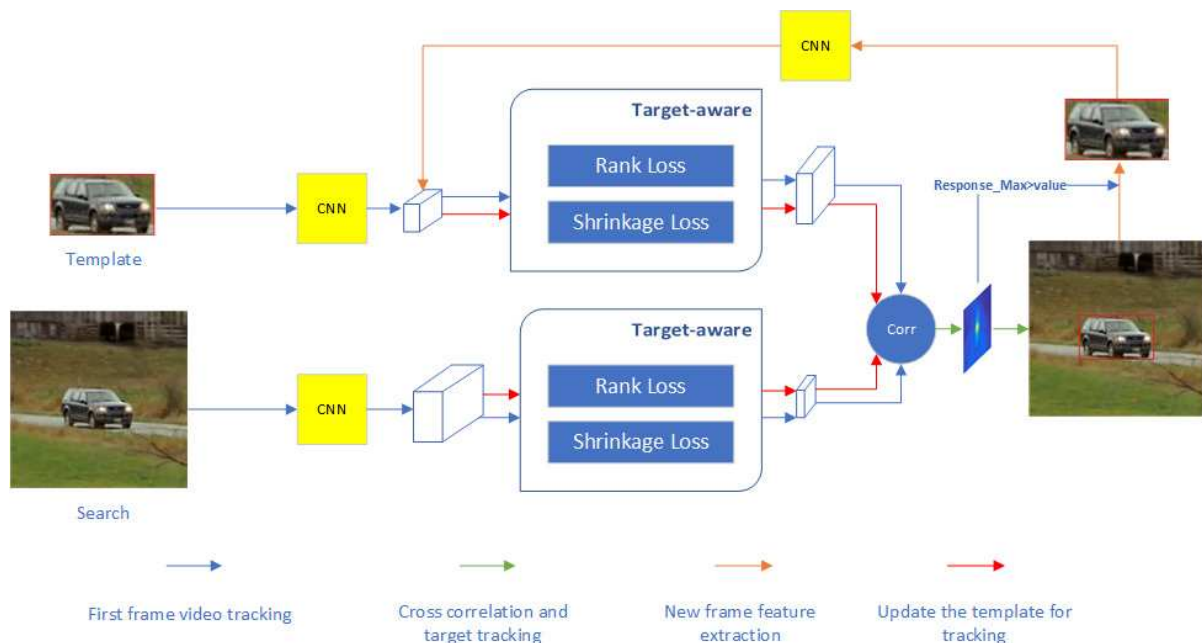 CNN
Target-aware
Rank Loss
Shrinkage Loss
CNN
Template
Response_Max>value
Target-aware
Rank Loss
Shrinkage Loss
CNN
Corr
Search
First frame video tracking
Cross correlation and
target tracking
New frame feature
extraction
Update the template for
tracking